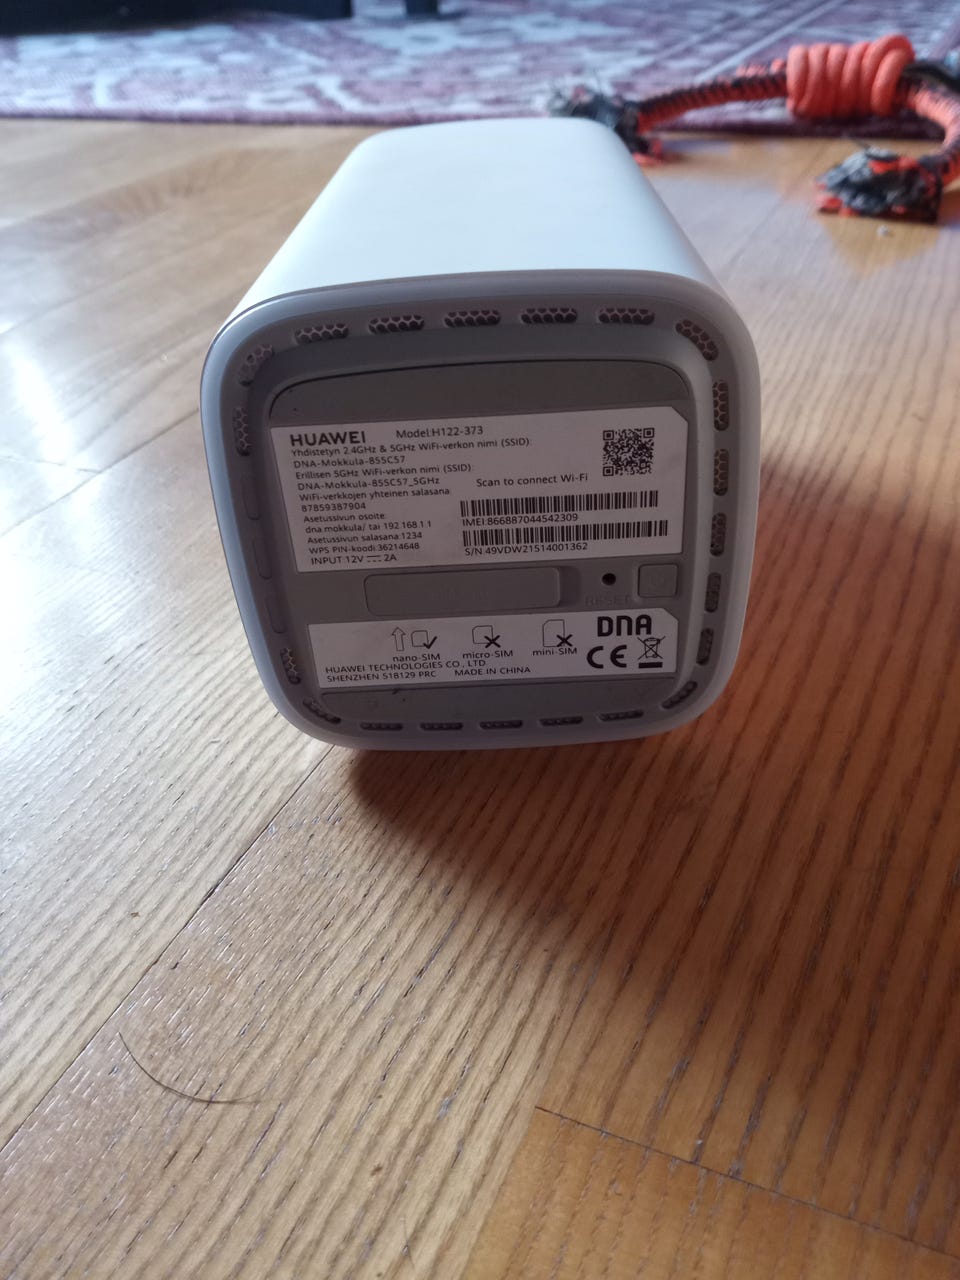 HUAWEI Model:H122-373
Yhdistetyn 2.4GHz & 5GHz WiFi-verkon nimi (SSID):
DNA-Mokkula-855C57
Erillisen 5GHz WiFi-verkon nimi (SSID):
DNA-Mokkula-855C57_5GHz
WiFi-verkkojen yhteinen salasana:
87859387904
Asetussivun osoite:
dna.mokkula/ tai 192.168.1.1
Asetussivun salasana:1234
WPS PIN-koodi:36214648
INPUT:12V 2A
Scan to connect Wi-Fi
IMEI:866887044542309
S/N:49VDW21514001362
RESET
nano-SIM micro-SIM mini-SIM
DNA
CE
HUAWEI TECHNOLOGIES CO., LTD.
SHENZHEN 518129 PRC MADE IN CHINA